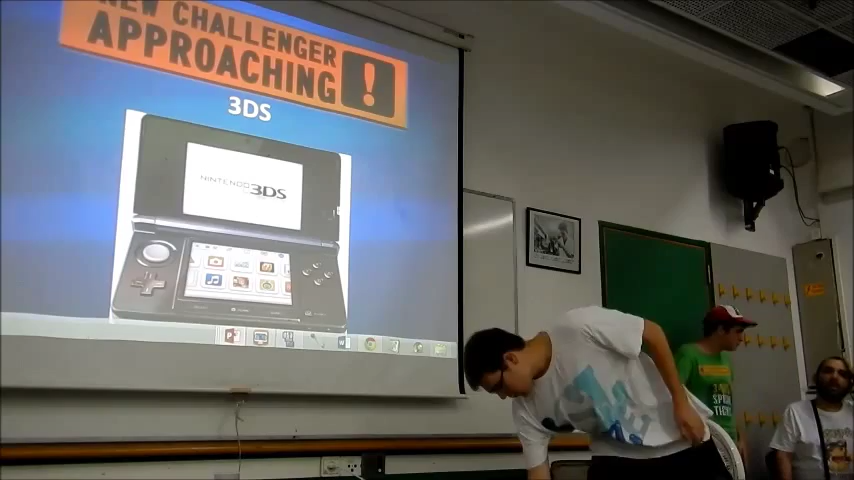 NEW CHALLENGER
APPROACHING !
3DS
NINTENDO 3DS